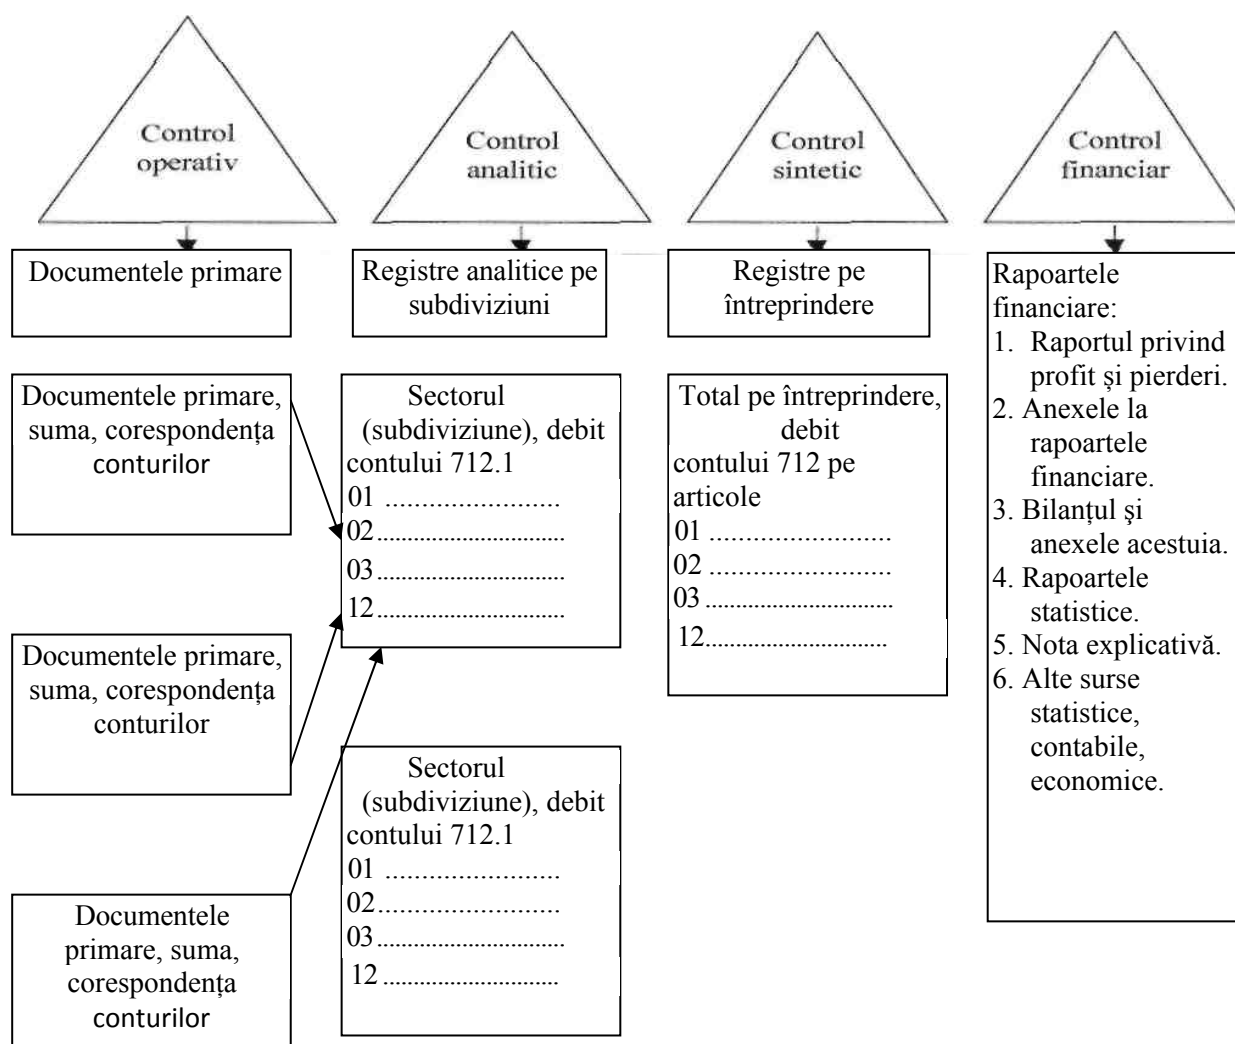 Control
operativ
Control
analitic
Control
sintetic
Control
financiar
Documentele primare
Registre analitice pe
subdiviziuni
Registre pe
întreprindere
Rapoartele
financiare:
1. Raportul privind
profit și pierderi.
2. Anexele la
rapoartele
financiare.
3. Bilanțul și
anexele acestuia.
4. Rapoartele
statistice.
5. Nota explicativă.
6. Alte surse
statistice,
contabile,
economice.
Documentele primare,
suma, corespondența
conturilor
Sectorul
(subdiviziune), debit
contului 712.1
01 ..........................
02............................
03............................
12............................
Total pe întreprindere,
debit
contului 712 pe
articole
01 ...........................
02 ...........................
03 ............................
12...........................
Documentele primare,
suma, corespondența
conturilor
Sectorul
(subdiviziune), debit
contului 712.1
01 ..........................
02...........................
03............................
12 ..........................
Documentele
primare, suma,
corespondența
conturilor